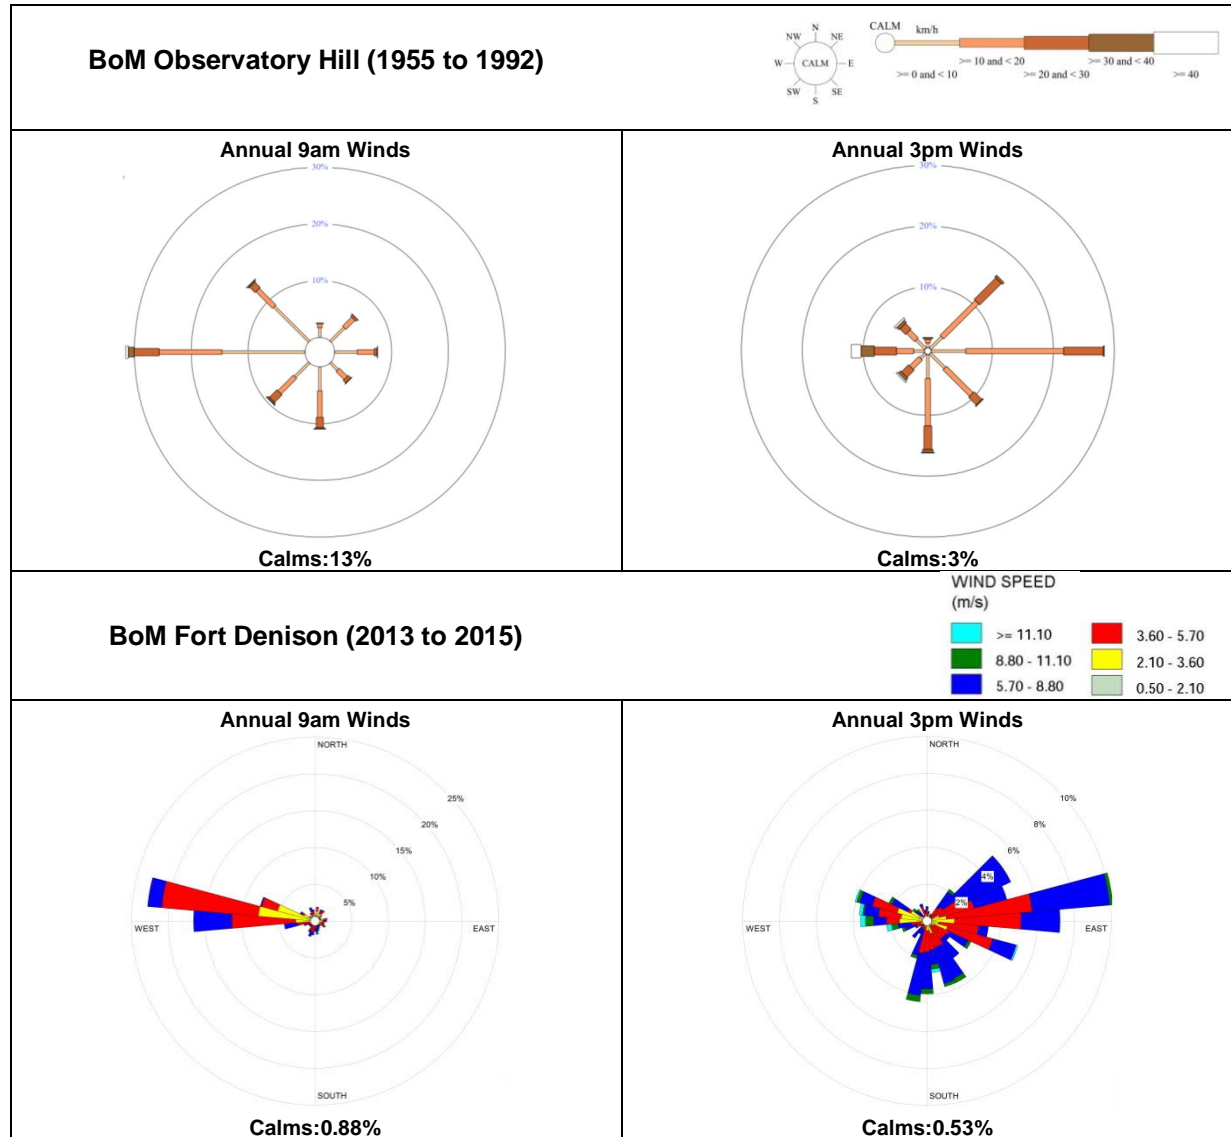 BoM Observatory Hill (1955 to 1992)
N
NW NE
W CALM E
SW SE
S
CALM km/h
>= 10 and < 20 >= 30 and < 40
>= 0 and < 10 >= 20 and < 30 >= 40
Annual 9am Winds
30%
20%
10%
Calms:13%
Annual 3pm Winds
30%
20%
10%
Calms:3%
BoM Fort Denison (2013 to 2015)
WIND SPEED
(m/s)
>= 11.10
8.80 - 11.10
5.70 - 8.80
3.60 - 5.70
2.10 - 3.60
0.50 - 2.10
Annual 9am Winds
NORTH
25%
20%
15%
10%
5%
WEST EAST
SOUTH
Calms:0.88%
Annual 3pm Winds
NORTH
10%
8%
6%
4%
2%
WEST EAST
SOUTH
Calms:0.53%